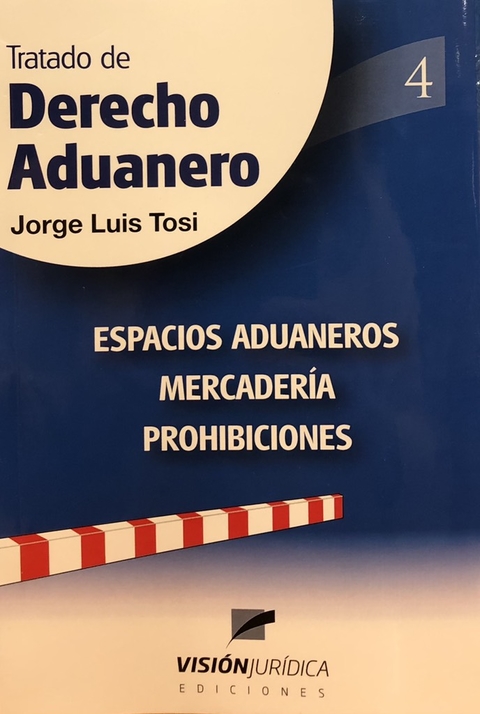 Tratado de
4
Derecho
Aduanero
Jorge Luis Tosi
ESPACIOS ADUANEROS
MERCADERÍA
PROHIBICIONES
VISIÓNJURÍDICA
EDICIONES